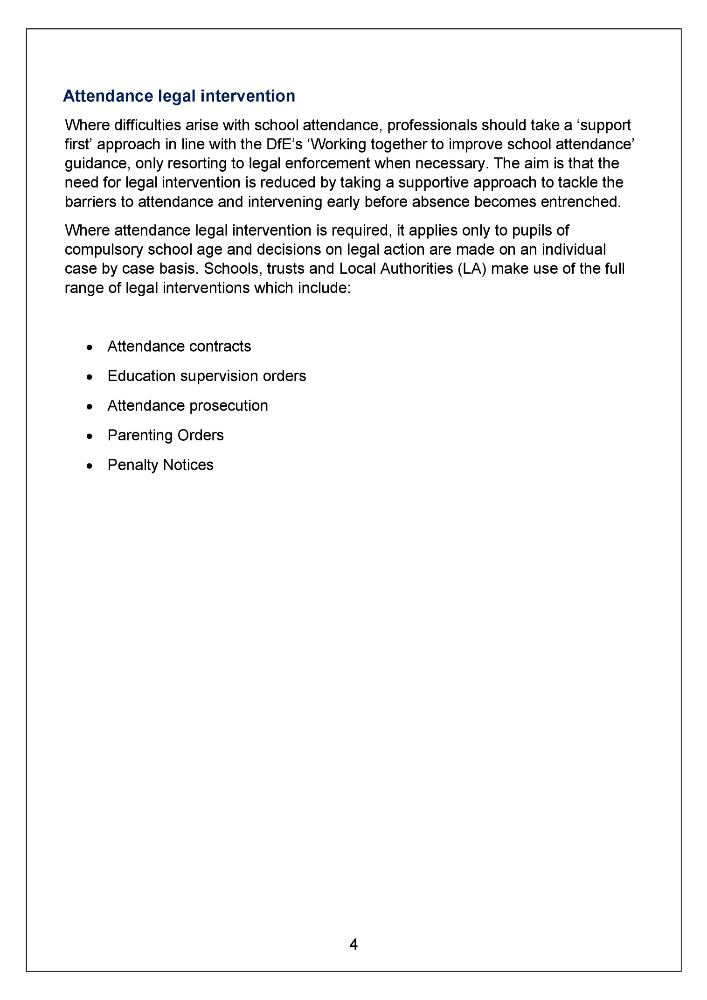 Attendance legal intervention
Where difficulties arise with school attendance, professionals should take a ‘support
first’ approach in line with the DfE’s ‘Working together to improve school attendance’
guidance, only resorting to legal enforcement when necessary. The aim is that the
need for legal intervention is reduced by taking a supportive approach to tackle the
barriers to attendance and intervening early before absence becomes entrenched.
Where attendance legal intervention is required, it applies only to pupils of
compulsory school age and decisions on legal action are made on an individual
case by case basis. Schools, trusts and Local Authorities (LA) make use of the full
range of legal interventions which include:
• Attendance contracts
• Education supervision orders
• Attendance prosecution
• Parenting Orders
• Penalty Notices
4